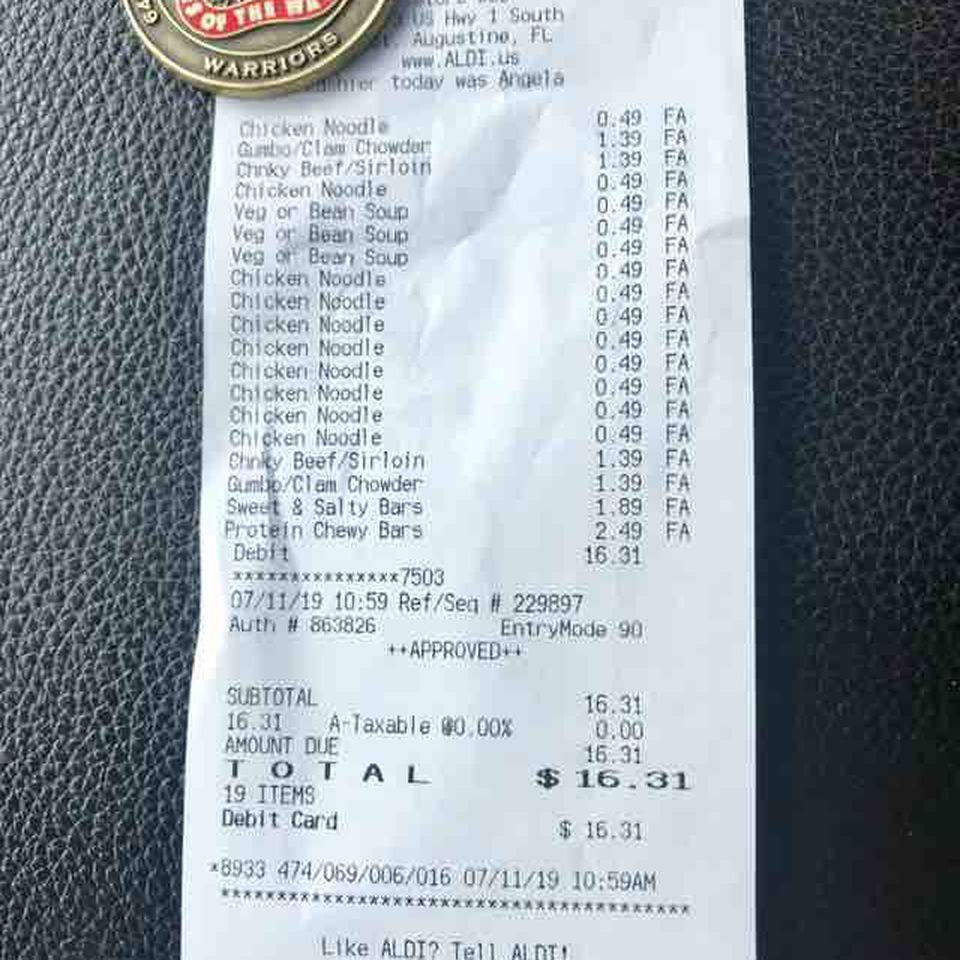 OF THE
WARRIORS
US Hwy 1 South
Augustine, FL
www.ALDI.us
today was Angela
Chicken Noodle 0.49 FA
Gumbo/Clam Chowder 1.39 FA
Chnky Beef/Sirloin 1.39 FA
Chicken Noodle 0.49 FA
Veg or Bean Soup 0.49 FA
Veg or Bean Soup 0.49 FA
Veg or Bean Soup 0.49 FA
Chicken Noodle 0.49 FA
Chicken Noodle 0.49 FA
Chicken Noodle 0.49 FA
Chicken Noodle 0.49 FA
Chicken Noodle 0.49 FA
Chicken Noodle 0.49 FA
Chicken Noodle 0.49 FA
Chicken Noodle 0.49 FA
Chnky Beef/Sirloin 1.39 FA
Gumbo/Clam Chowder 1.39 FA
Sweet & Salty Bars 1.89 FA
Protein Chewy Bars 2.49 FA
Debit 16.31
***************7503
07/11/19 10:59 Ref/Seq # 229897
Auth # 863826 EntryMode 90
++APPROVED++
SUBTOTAL 16.31
16.31 A-Taxable @0.00% 0.00
AMOUNT DUE 16.31
T O T A L $ 16.31
19 ITEMS
Debit Card $ 16.31
*8933 474/069/006/016 07/11/19 10:59AM
******************************************
Like ALDI? Tell ALDI!